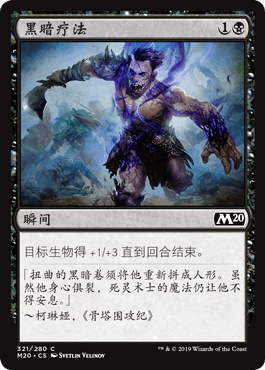 黑暗疗法 1
瞬间 M20
目标生物得 +1/+3 直到回合结束。
「扭曲的黑暗卷须将他重新拼成人形。虽
然他身心俱裂，死灵术士的魔法仍让他不
得安息。」
～柯琳娅，《骨塔围攻纪》
321/280 C
M20 • CS SVETLIN VELINOV
™ & © 2019 Wizards of the Coast